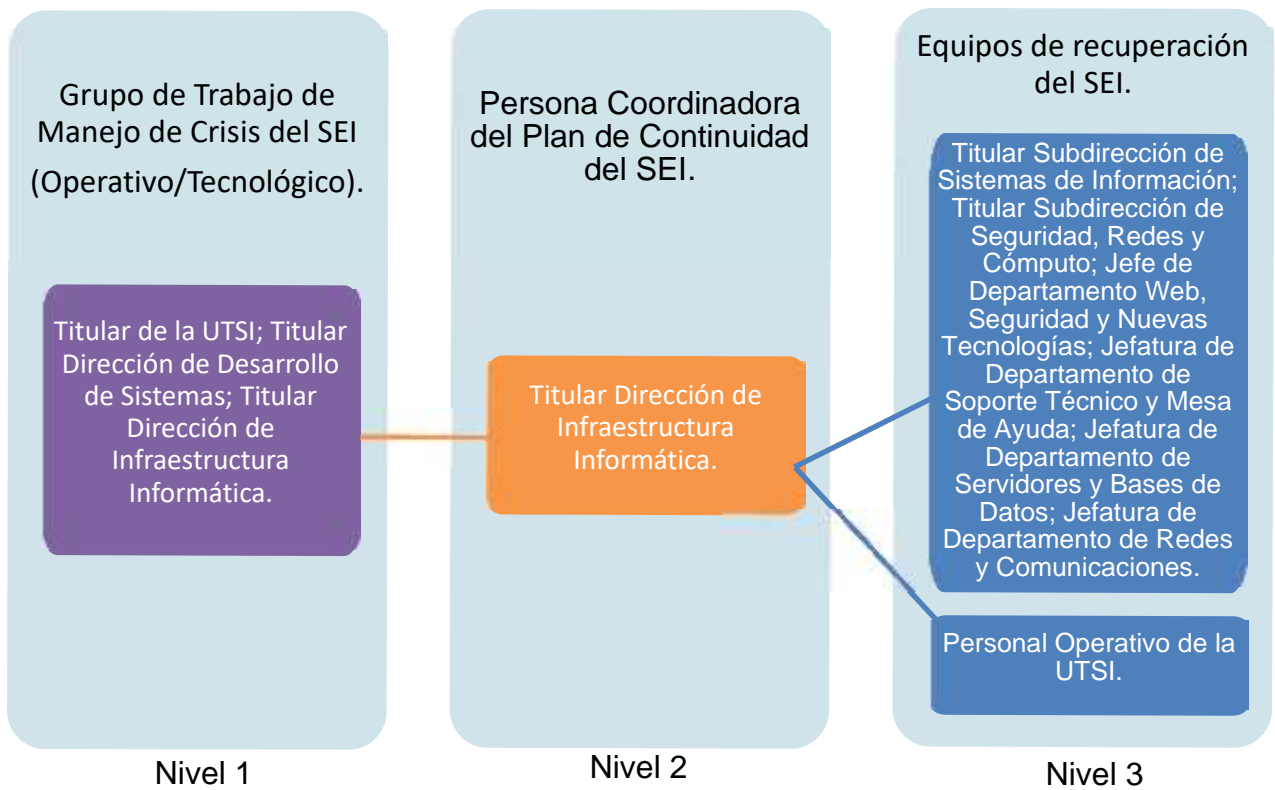 Grupo de Trabajo de
Manejo de Crisis del SEI
(Operativo/Tecnológico).
Titular de la UTSI; Titular
Dirección de Desarrollo
de Sistemas; Titular
Dirección de
Infraestructura
Informática.
Nivel 1
Persona Coordinadora
del Plan de Continuidad
del SEI.
Titular Dirección de
Infraestructura
Informática.
Nivel 2
Equipos de recuperación
del SEI.
Titular Subdirección de
Sistemas de Información;
Titular Subdirección de
Seguridad, Redes y
Cómputo; Jefe de
Departamento Web,
Seguridad y Nuevas
Tecnologías; Jefatura de
Departamento de
Soporte Técnico y Mesa
de Ayuda; Jefatura de
Departamento de
Servidores y Bases de
Datos; Jefatura de
Departamento de Redes
y Comunicaciones.
Personal Operativo de la
UTSI.
Nivel 3